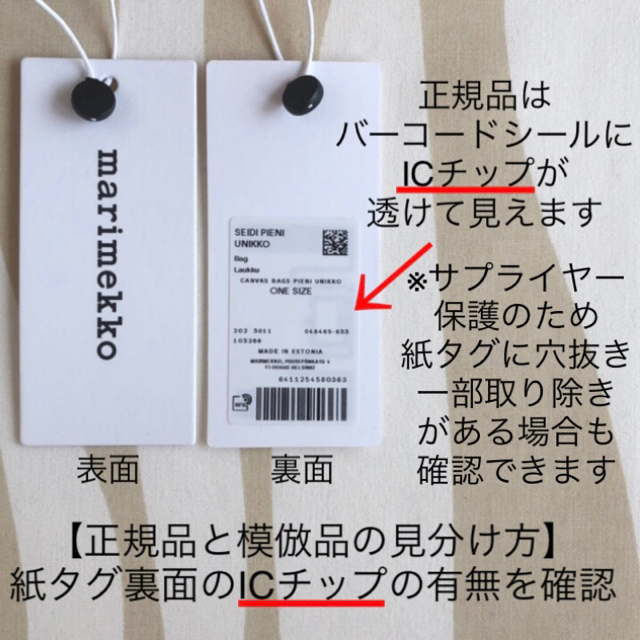 正規品は
バーコードシールに
ICチップが
透けて見えます
※サプライヤー
保護のため
紙タグに穴抜き
一部取り除き
がある場合も
確認できます
marimekko
SEIDI PIENI
UNIKKO
Bag
Laukku
CANVAS BAGS PIENI UNIKKO
ONE SIZE
MADE IN ESTONIA
6411254580363
表面
裏面
【正規品と模倣品の見分け方】
紙タグ裏面のICチップの有無を確認